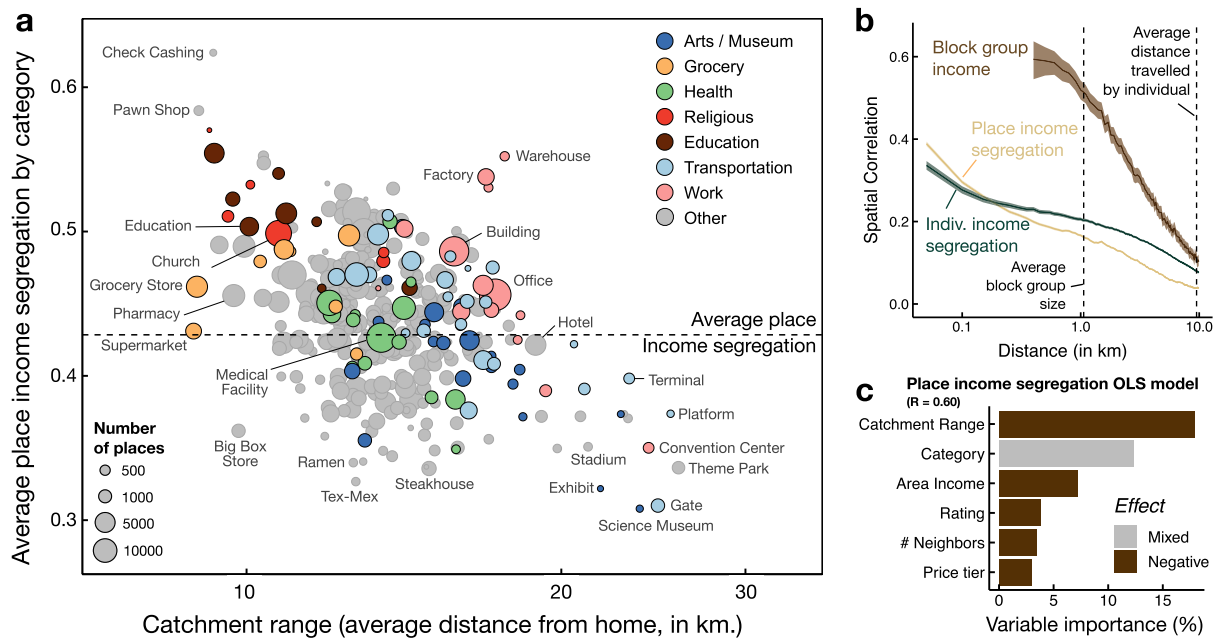 a
Average place income segregation by category
0.6
0.5
0.4
0.3
Check Cashing
Pawn Shop
Education
Church
Grocery Store
Pharmacy
Supermarket
Medical
Facility
Big Box
Store
Ramen
Tex-Mex
Steakhouse
Warehouse
Factory
Building
Office
Hotel
Average place
Income segregation
Terminal
Platform
Convention Center
Stadium
Theme Park
Exhibit
Gate
Science Museum
Arts / Museum
Grocery
Health
Religious
Education
Transportation
Work
Other
Number
of places
500
1000
5000
10000
10
20
30
Catchment range (average distance from home, in km.)
b
Spatial Correlation
0.6
0.4
0.2
0.0
Block group
income
Average
distance
travelled
by individual
Place income
segregation
Indiv. income
segregation
Average
block group
size
0.1
1.0
10.0
Distance (in km)
c
Place income segregation OLS model
(R = 0.60)
Catchment Range
Category
Area Income
Rating
# Neighbors
Price tier
Effect
Mixed
Negative
0
5
10
15
Variable importance (%)